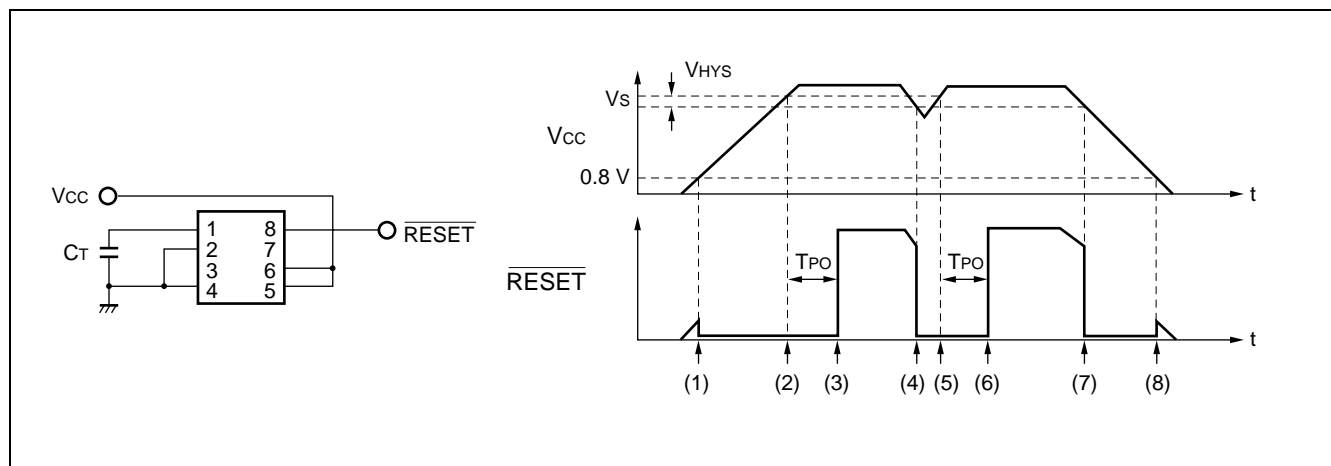 Vcc
CT
1
2
3
4
8
7
6
5
RESET
VHYS
VS
VCC
0.8 V
t
RESET
TPO
TPO
t
(1) (2) (3) (4) (5) (6) (7) (8)